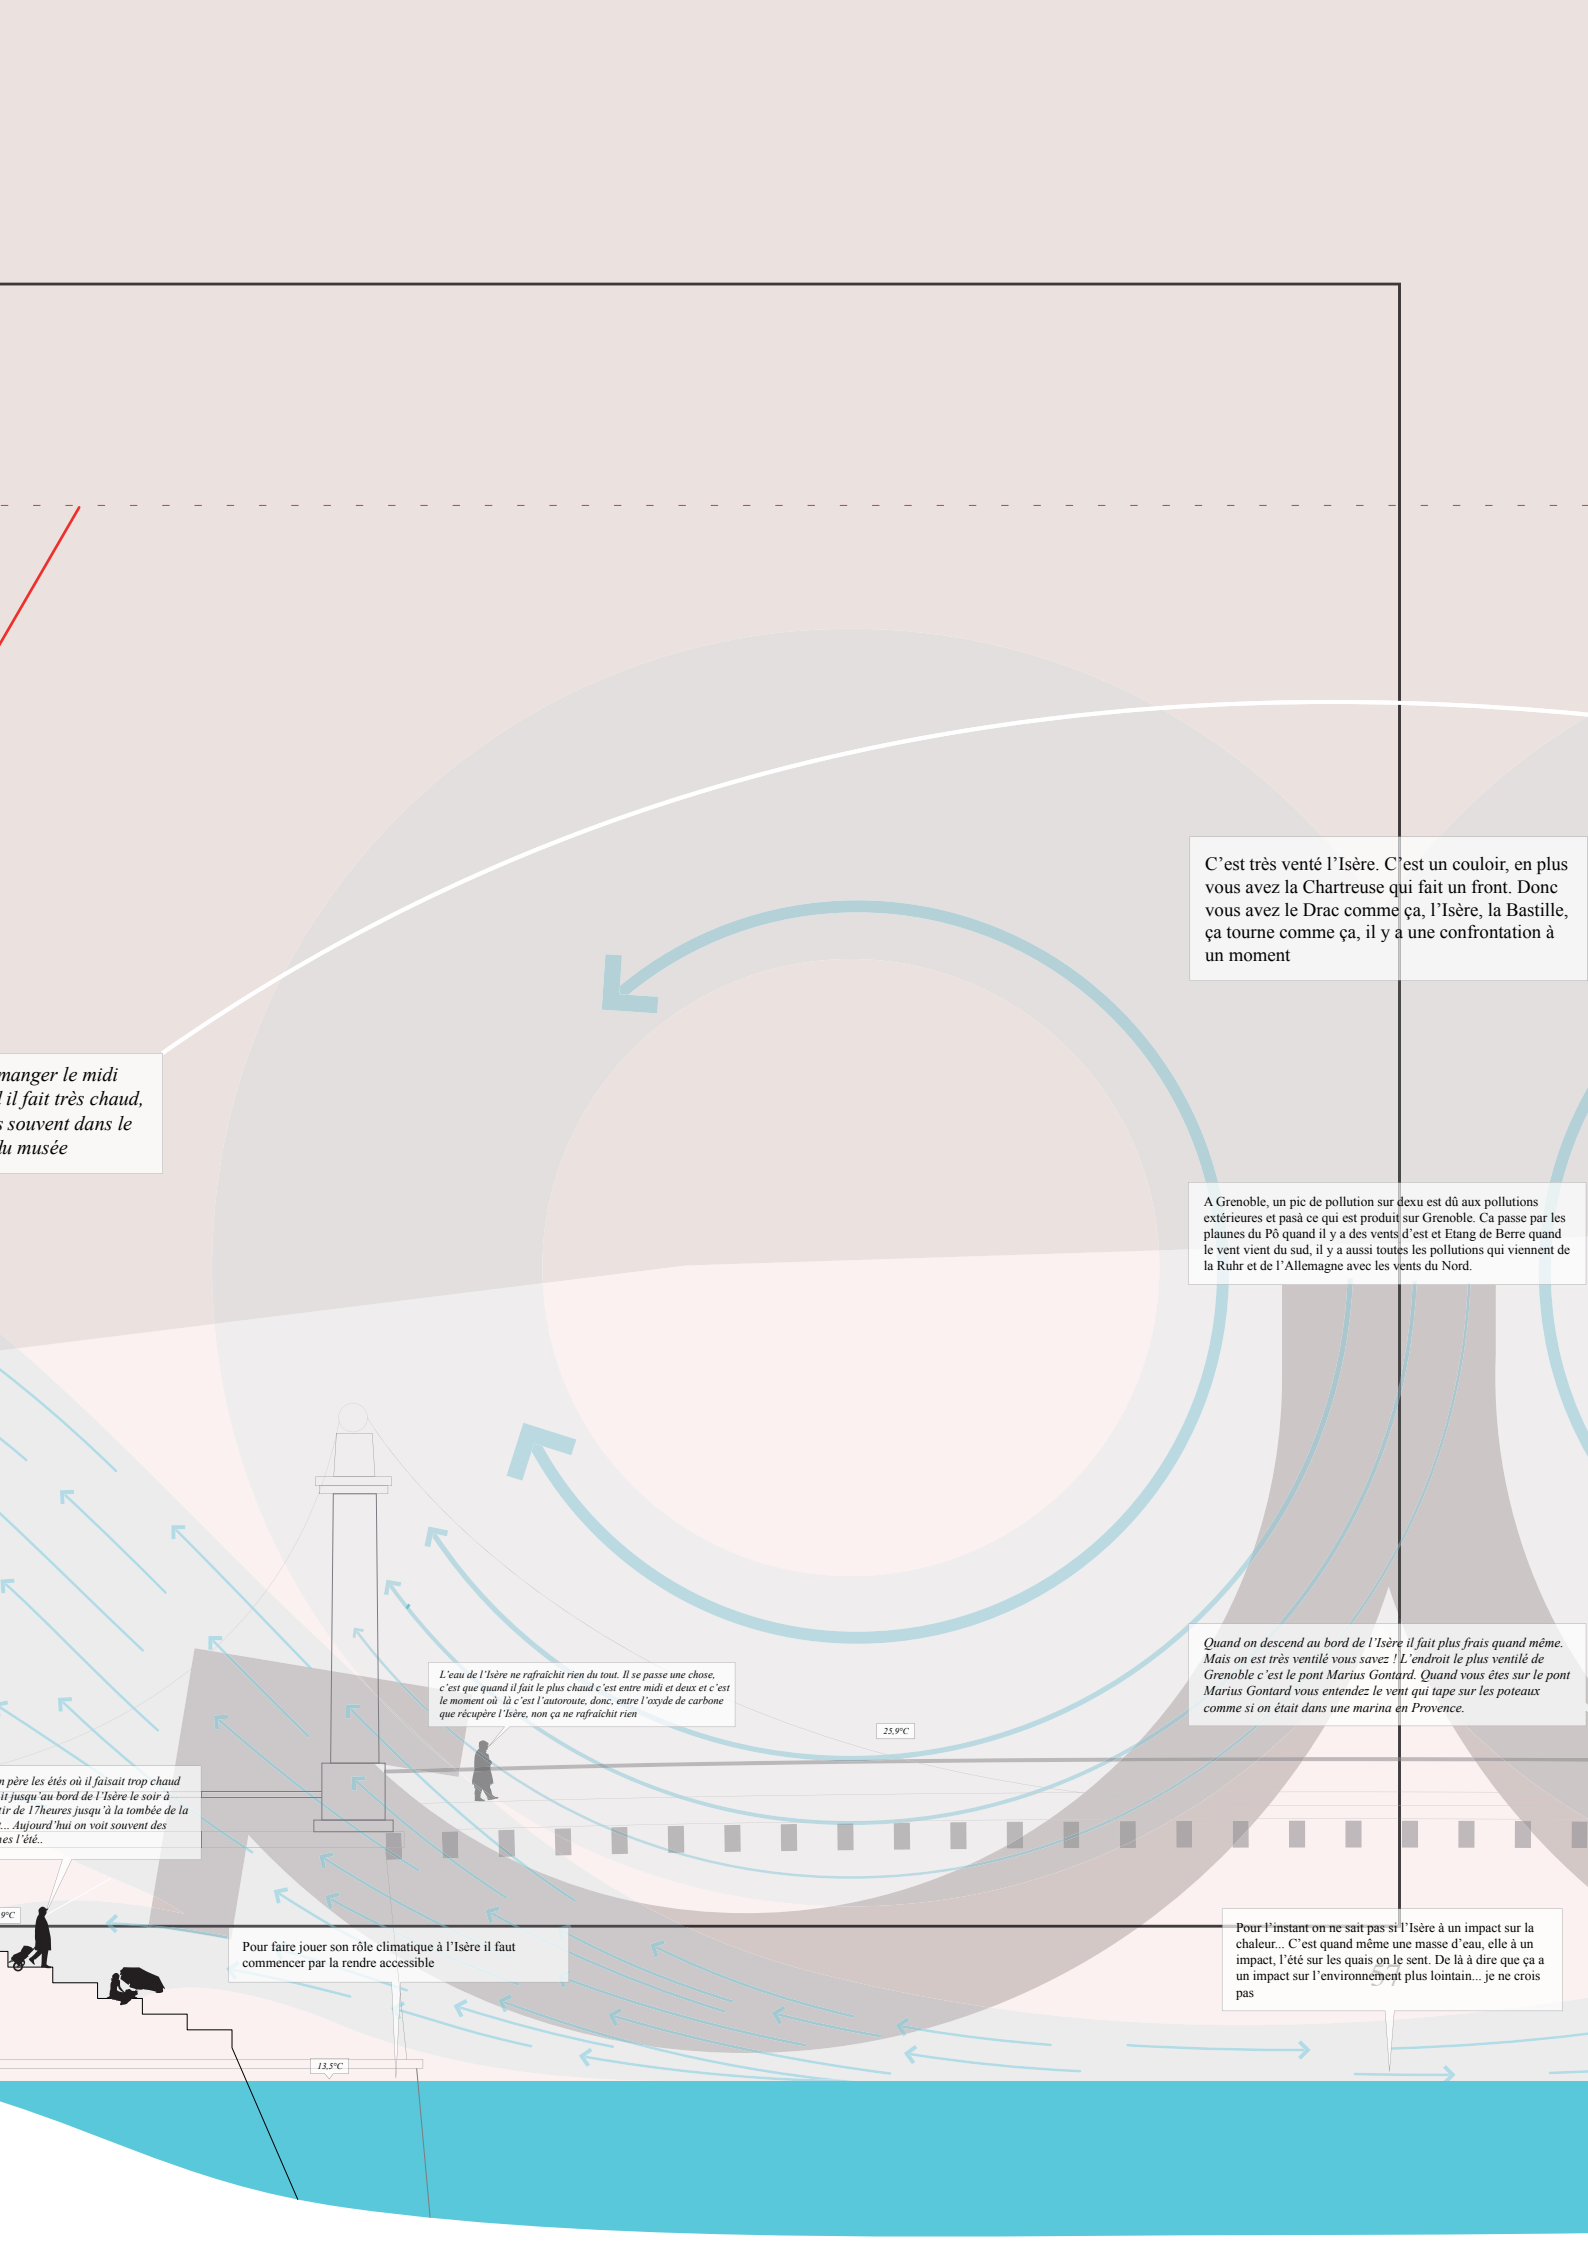 C’est très venté l’Isère. C’est un couloir, en plus
vous avez la Chartreuse qui fait un front. Donc
vous avez le Drac comme ça, l’Isère, la Bastille,
ça tourne comme ça, il y a une confrontation à
un moment
manger le midi
il fait très chaud,
souvent dans le
du musée
A Grenoble, un pic de pollution sur dexu est dû aux pollutions
extérieures et pasà ce qui est produit sur Grenoble. Ca passe par les
plaunes du Pô quand il y a des vents d’est et Etang de Berre quand
le vent vient du sud, il y a aussi toutes les pollutions qui viennent de
la Ruhr et de l’Allemagne avec les vents du Nord.
Quand on descend au bord de l’Isère il fait plus frais quand même.
Mais on est très ventilé vous savez ! L’endroit le plus ventilé de
Grenoble c’est le pont Marius Gontard. Quand vous êtes sur le pont
Marius Gontard vous entendez le vent qui tape sur les poteaux
comme si on était dans une marina en Provence.
L’eau de l’Isère ne rafraîchit rien du tout. Il se passe une chose,
c’est que quand il fait le plus chaud c’est entre midi et deux et c’est
le moment où là c’est l’autoroute, donc, entre l’oxyde de carbone
que récupère l’Isère, non ça ne rafraîchit rien
25,9°C
n père les étés où il faisait trop chaud
it jusqu’au bord de l’Isère le soir à
tir de 17heures jusqu’à la tombée de la
t... Aujourd’hui on voit souvent des
nes l’été..
9°C
Pour faire jouer son rôle climatique à l’Isère il faut
commencer par la rendre accessible
Pour l’instant on ne sait pas si l’Isère à un impact sur la
chaleur... C’est quand même une masse d’eau, elle à un
impact, l’été sur les quais on le sent. De là à dire que ça a
un impact sur l’environnement plus lointain... je ne crois
pas
57
13,5°C